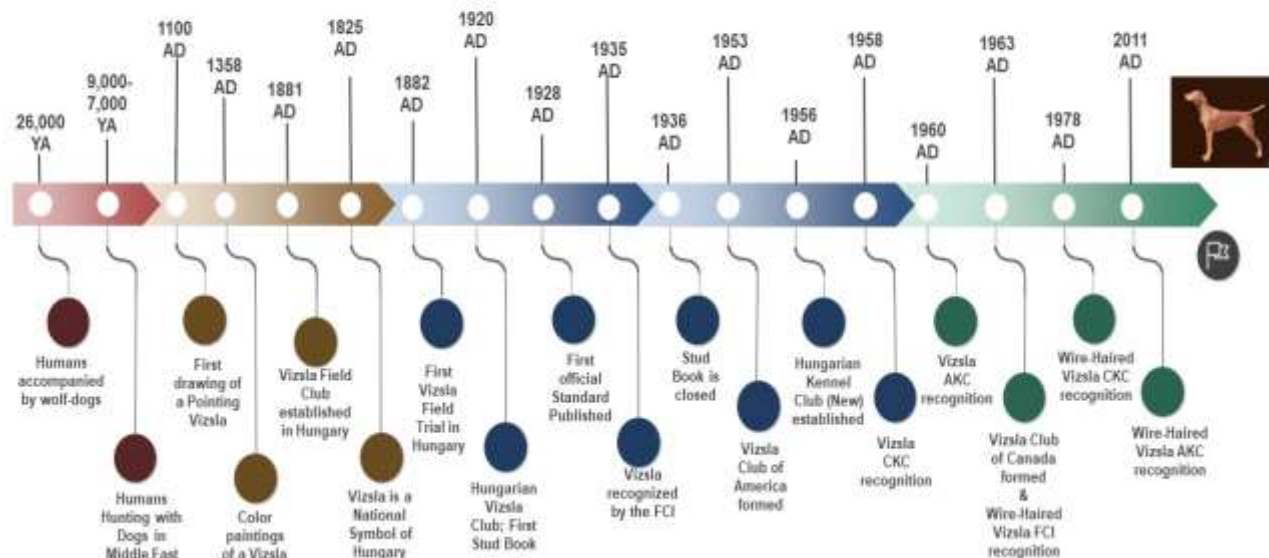 26,000
YA
9,000-
7,000
YA
1100
AD
1358
AD
1881
AD
1825
AD
1882
AD
1920
AD
1928
AD
1935
AD
1936
AD
1953
AD
1956
AD
1958
AD
1960
AD
1963
AD
1978
AD
2011
AD
Humans
accompanied
by wolf-dogs
Humans
Hunting with
Dogs in
Middle East
First
drawing of
a Pointing
Vizsla
Color
paintings
of a Vizsla
Vizsla Field
Club
established
in Hungary
Vizsla is a
National
Symbol of
Hungary
First
Vizsla
Field
Trial in
Hungary
Hungarian
Vizsla
Club; First
Stud Book
First
official
Standard
Published
Vizsla
recognized
by the FCI
Stud
Book is
closed
Vizsla
Club of
America
formed
Hungarian
Kennel
Club (New)
established
Vizsla
CKC
recognition
Vizsla
AKC
recognition
Vizsla Club
of Canada
formed
&
Wire-Haired
Vizsla FCI
recognition
Wire-Haired
Vizsla CKC
recognition
Wire-Haired
Vizsla AKC
recognition